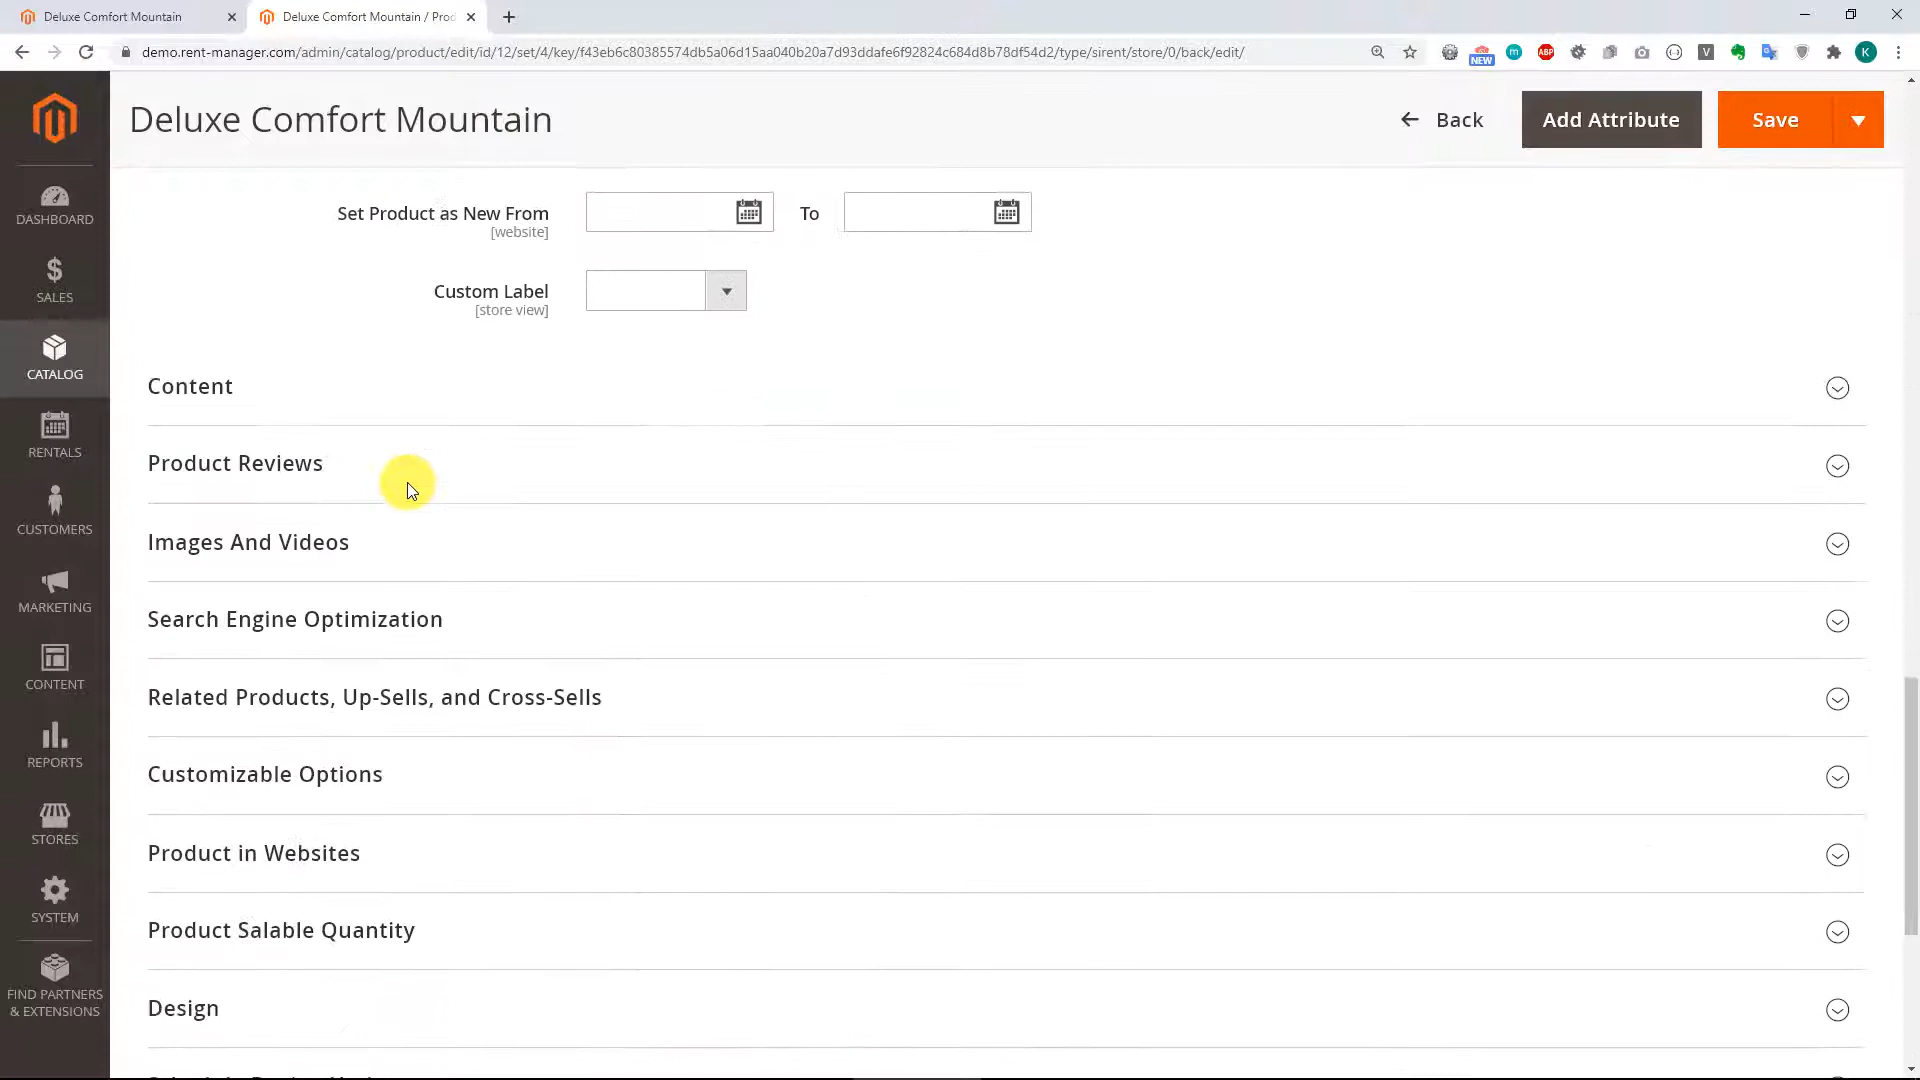 Deluxe Comfort Mountain
Deluxe Comfort Mountain / Prod
demo.rent-manager.com/admin/catalog/product/edit/id/12/set/4/key/f43eb6c80385574db5a06d15aa040b20a7d93ddafe6f92824c684d8b78df54d2/type/sirent/store/0/back/edit/
NEW
m
ABP
V
K
Deluxe Comfort Mountain
Back
Add Attribute
Save
DASHBOARD
SALES
CATALOG
RENTALS
CUSTOMERS
MARKETING
CONTENT
REPORTS
STORES
SYSTEM
FIND PARTNERS
& EXTENSIONS
Set Product as New From
[website]
To
Custom Label
[store view]
Content
Product Reviews
Images And Videos
Search Engine Optimization
Related Products, Up-Sells, and Cross-Sells
Customizable Options
Product in Websites
Product Salable Quantity
Design